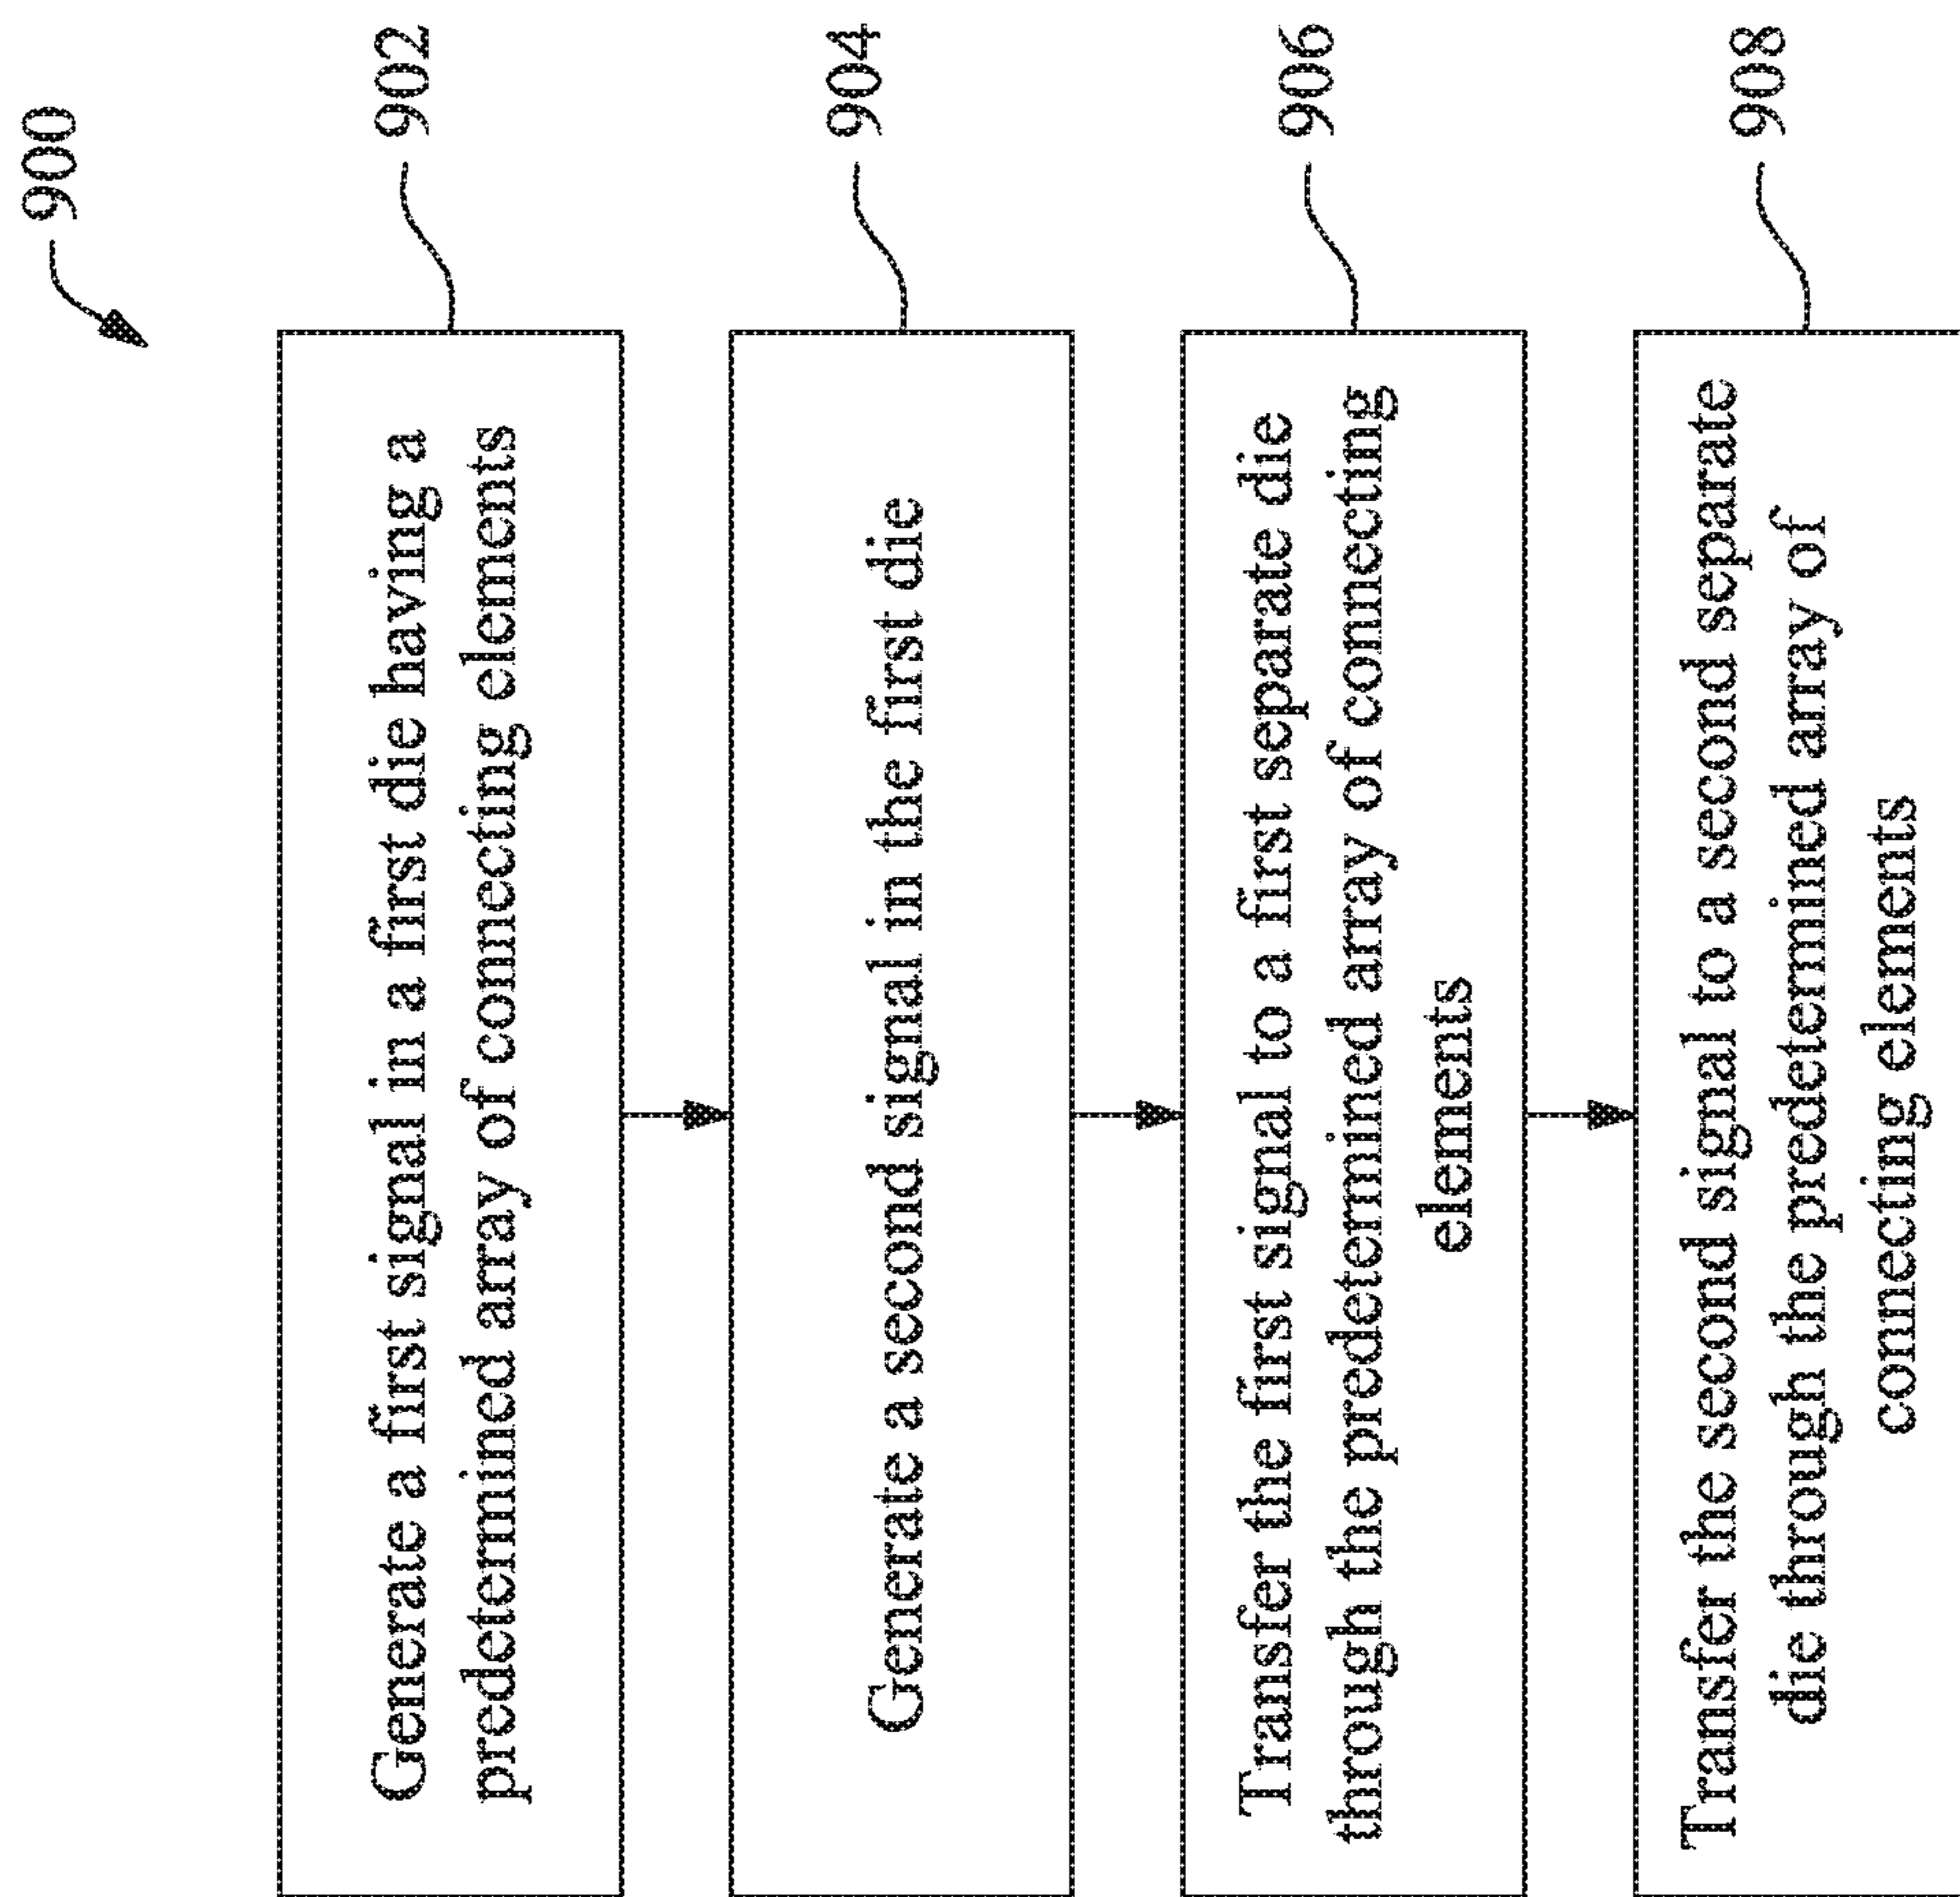 900
Generate a first signal in a first die having a
predetermined array of connecting elements
902
Generate a second signal in the first die
904
Transfer the first signal to a first separate die
through the predetermined array of connecting
elements
906
Transfer the second signal to a second separate
die through the predetermined array of
connecting elements
908